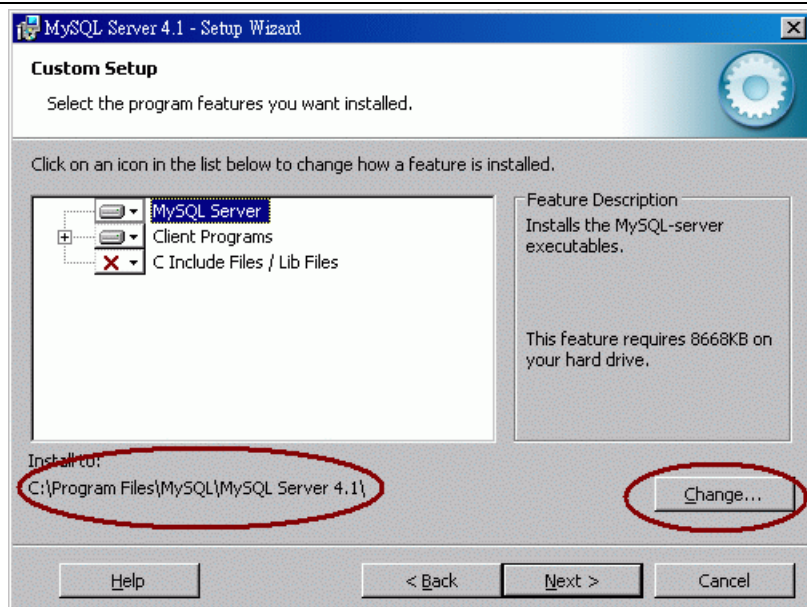 MySQL Server 4.1 - Setup Wizard
Custom Setup
Select the program features you want installed.
Click on an icon in the list below to change how a feature is installed.
MySQL Server
Client Programs
C Include Files / Lib Files
Feature Description
Installs the MySQL-server
executables.
This feature requires 8668KB on
your hard drive.
Install to:
C:\Program Files\MySQL\MySQL Server 4.1\
Change...
Help
< Back
Next >
Cancel